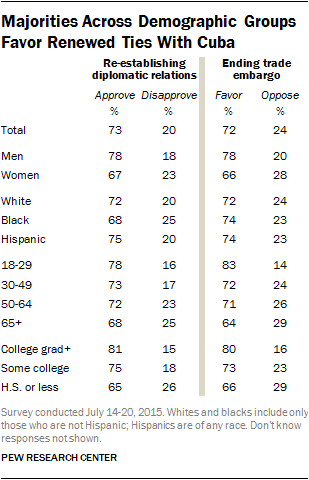 Majorities Across Demographic Groups
Favor Renewed Ties With Cuba
Re-establishing diplomatic relations
Ending trade embargo
Approve Disapprove Favor Oppose
% % % %
Total 73 20 72 24
Men 78 18 78 20
Women 67 23 66 28
White 72 20 72 24
Black 68 25 74 23
Hispanic 75 20 74 23
18-29 78 16 83 14
30-49 73 17 72 24
50-64 72 23 71 26
65+ 68 25 64 29
College grad+ 81 15 80 16
Some college 75 18 73 23
H.S. or less 65 26 66 29
Survey conducted July 14-20, 2015. Whites and blacks include only
those who are not Hispanic; Hispanics are of any race. Don't know
responses not shown.
PEW RESEARCH CENTER